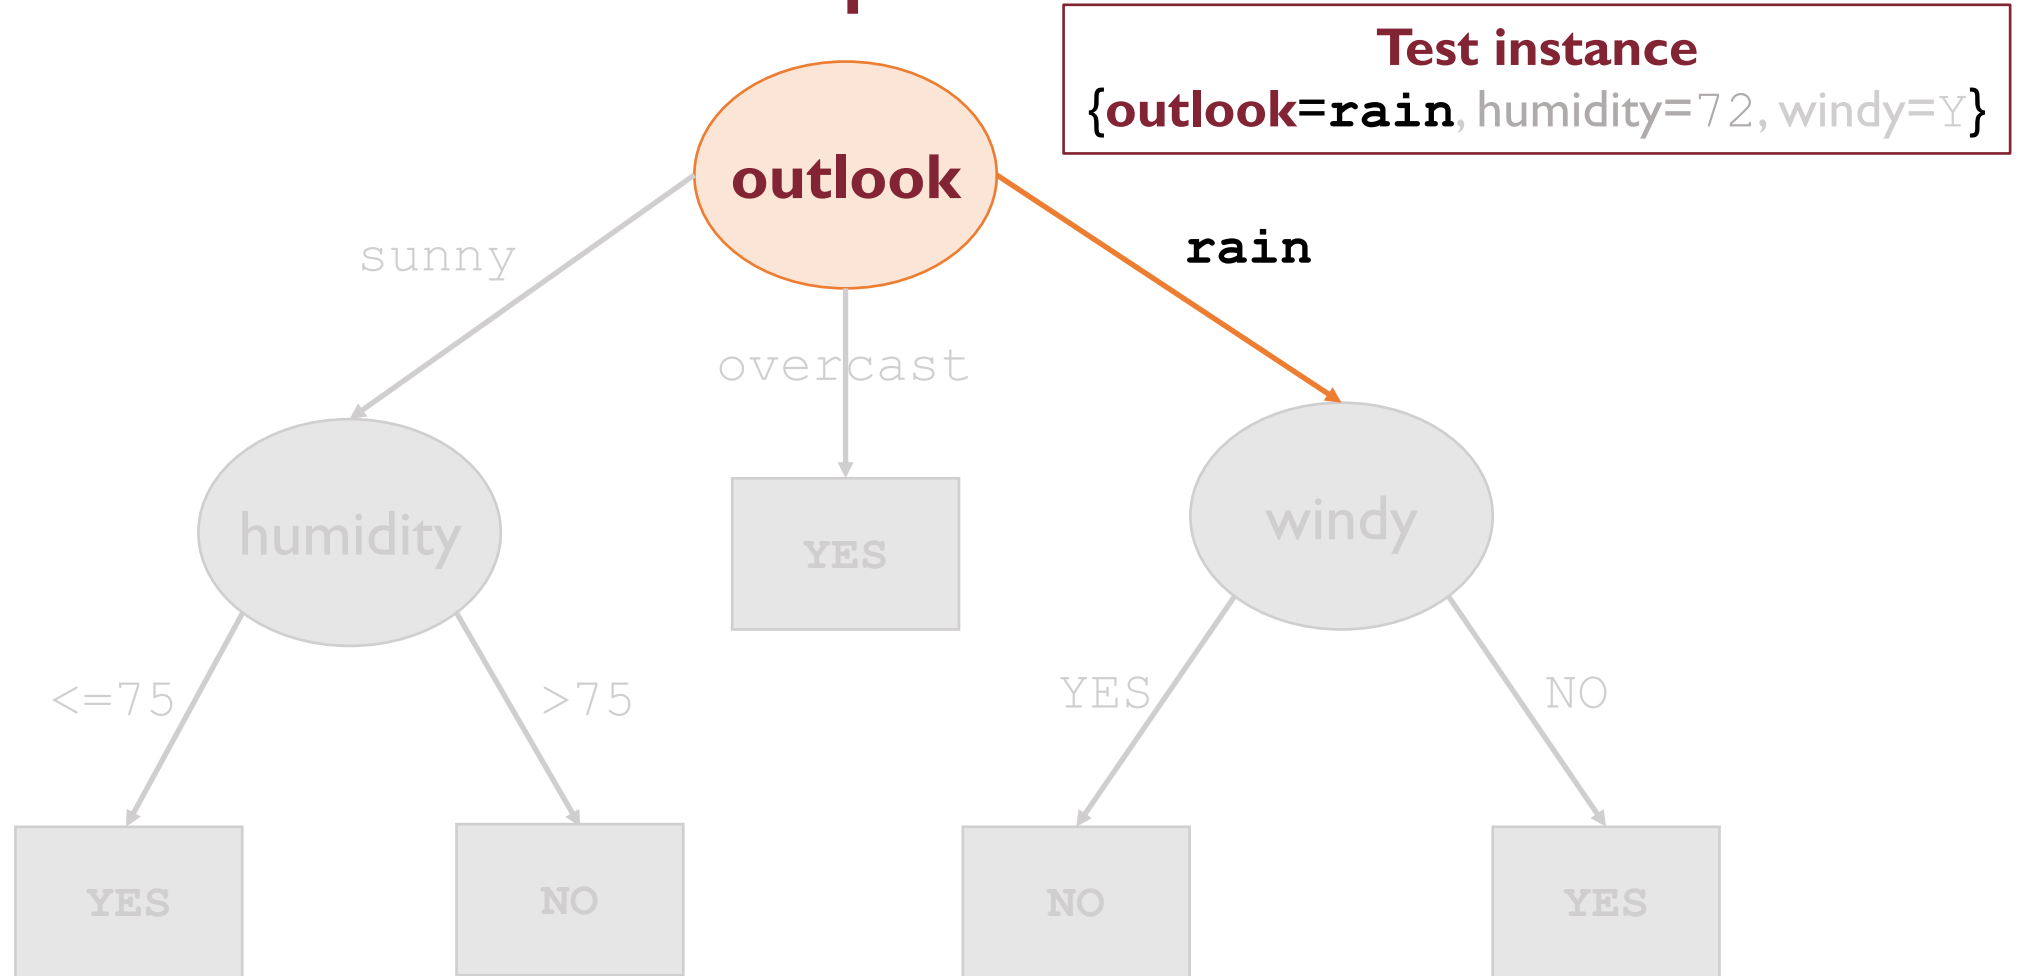 Test instance
{outlook=rain, humidity=72, windy=Y}
outlook
sunny
rain
overcast
humidity
YES
windy
<=75
>75
YES
NO
YES
NO
NO
YES